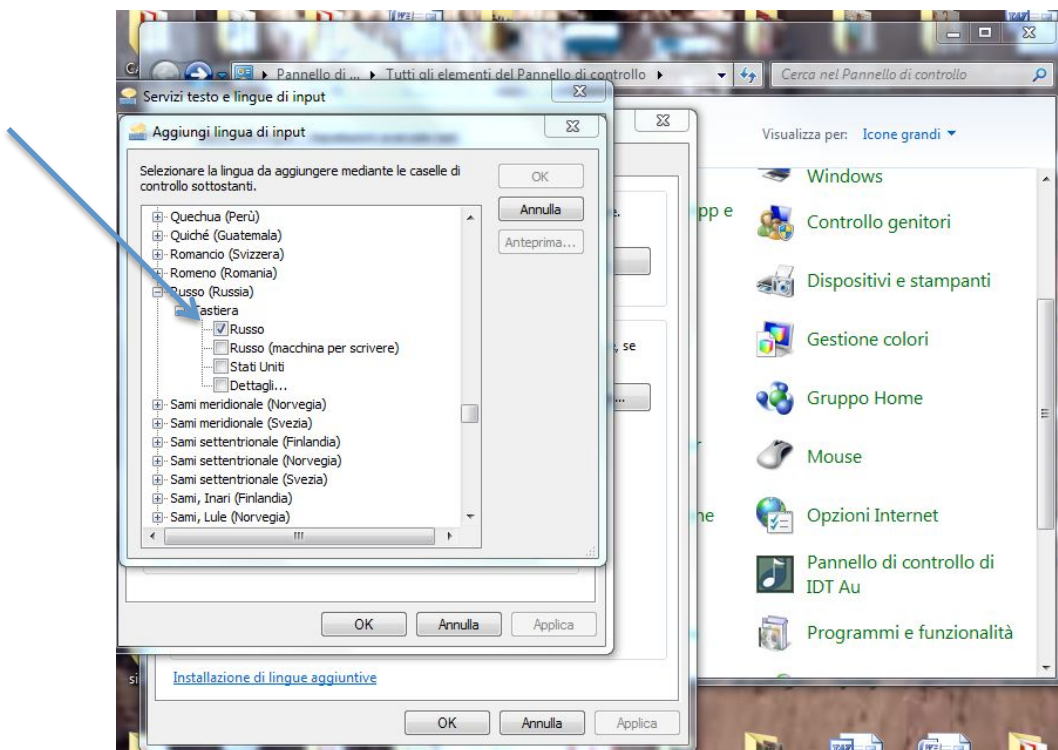 Pannello di ... ▸ Tutti gli elementi del Pannello di controllo ▸
Cerca nel Pannello di controllo
Servizi testo e lingue di input
Aggiungi lingua di input
Selezionare la lingua da aggiungere mediante le caselle di
controllo sottostanti.
OK
Annulla
Anteprima...
Quechua (Perù)
Quiché (Guatemala)
Romancio (Svizzera)
Romeno (Romania)
Russo (Russia)
Tastiera
Russo
Russo (macchina per scrivere)
Stati Uniti
Dettagli...
Sami meridionale (Norvegia)
Sami meridionale (Svezia)
Sami settentrionale (Finlandia)
Sami settentrionale (Norvegia)
Sami settentrionale (Svezia)
Sami, Inari (Finlandia)
Sami, Lule (Norvegia)
OK Annulla Applica
, se
...
Installazione di lingue aggiuntive
OK Annulla Applica
Visualizza per: Icone grandi
pp e
ne
Windows
Controllo genitori
Dispositivi e stampanti
Gestione colori
Gruppo Home
Mouse
Opzioni Internet
Pannello di controllo di
IDT Au
Programmi e funzionalità
si